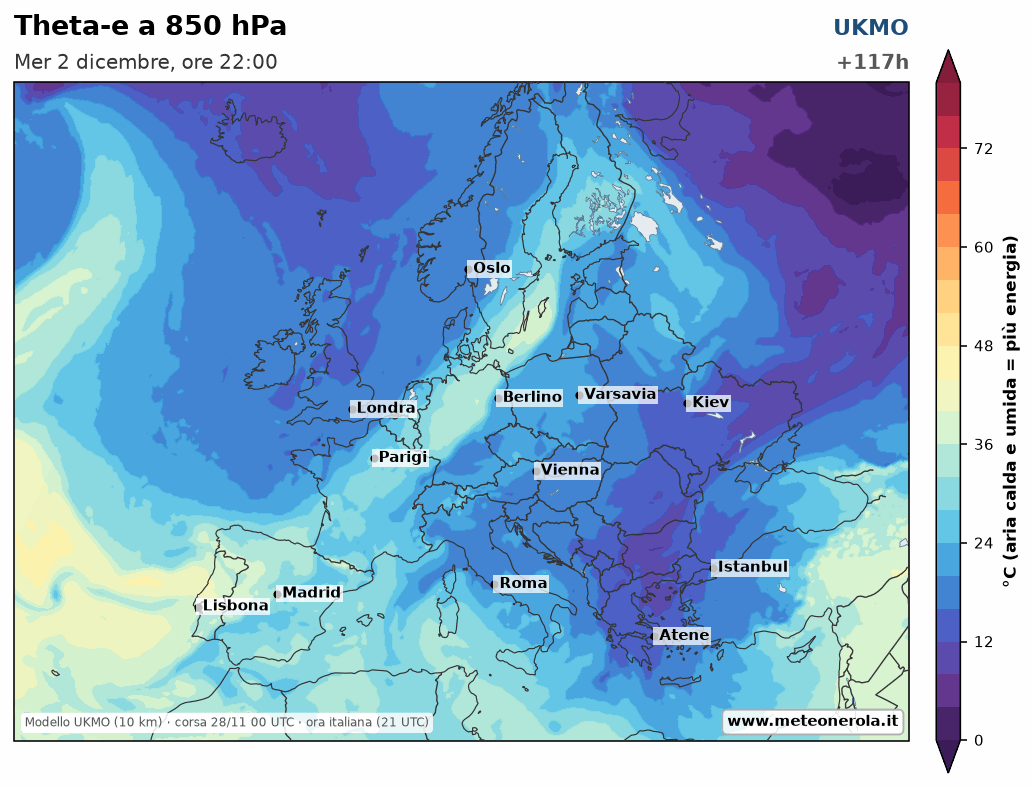 Theta-e a 850 hPa
UKMO
Mer 2 dicembre, ore 22:00
+117h
72
60
48
36
24
12
0
°C (aria calda e umida = più energia)
Oslo
Berlino
Varsavia
Kiev
Londra
Parigi
Vienna
Istanbul
Roma
Madrid
Lisbona
Atene
Modello UKMO (10 km) · corsa 28/11 00 UTC · ora italiana (21 UTC)
www.meteonerola.it